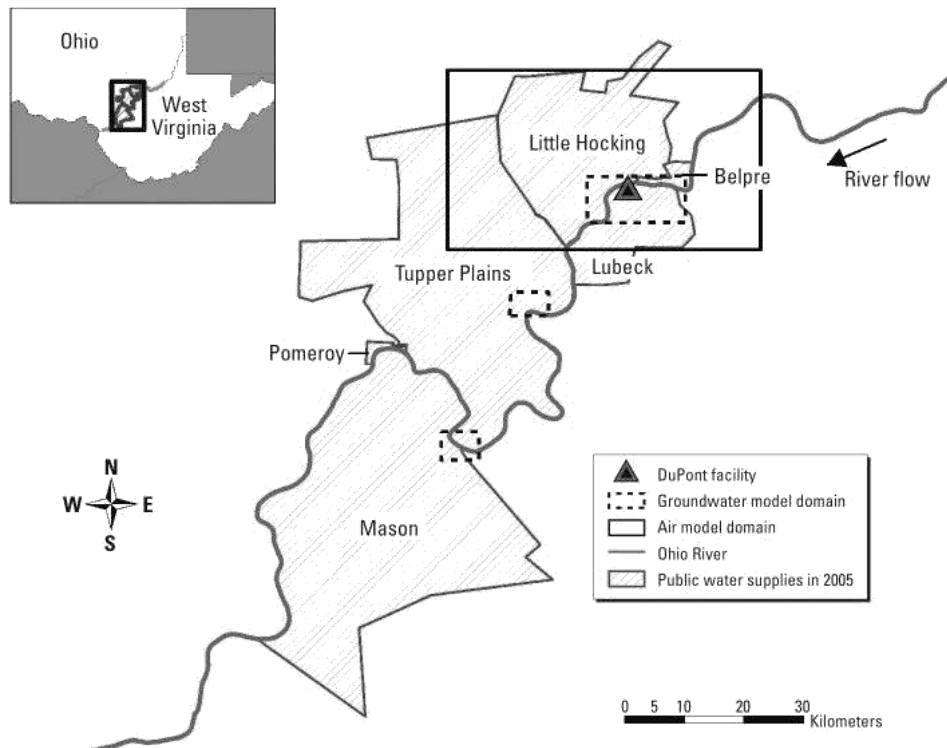 Ohio
West
Virginia
Little Hocking
Belpre
River flow
Tupper Plains
Lubeck
Pomeroy
Mason
N
W
E
S
DuPont facility
Groundwater model domain
Air model domain
Ohio River
Public water supplies in 2005
0 5 10 20 30
Kilometers